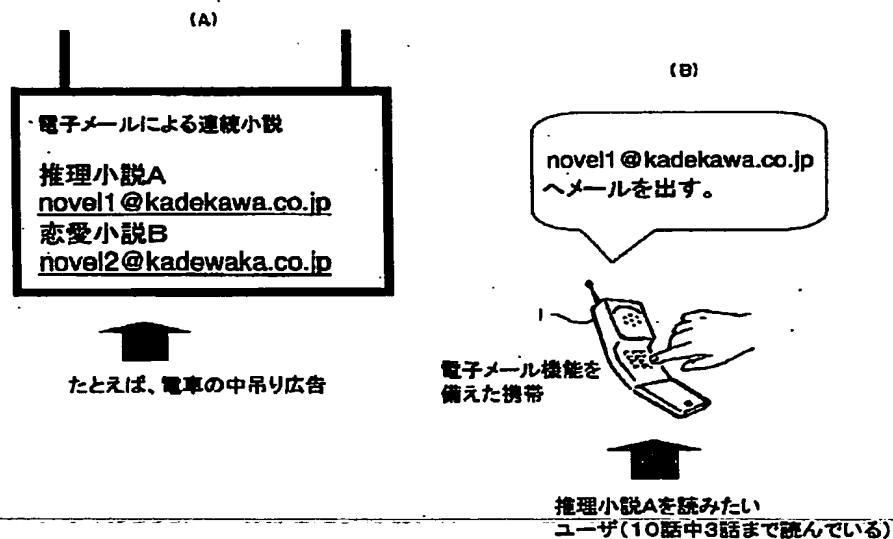 (A)
電子メールによる連続小説
推理小説A
novel1@kadekawa.co.jp
恋愛小説B
novel2@kadewaka.co.jp
たとえば、電車の中吊り広告
(B)
novel1@kadekawa.co.jp
へメールを出す。
1
電子メール機能を
備えた携帯
推理小説Aを読みたい
ユーザ(10話中3話まで読んでいる)